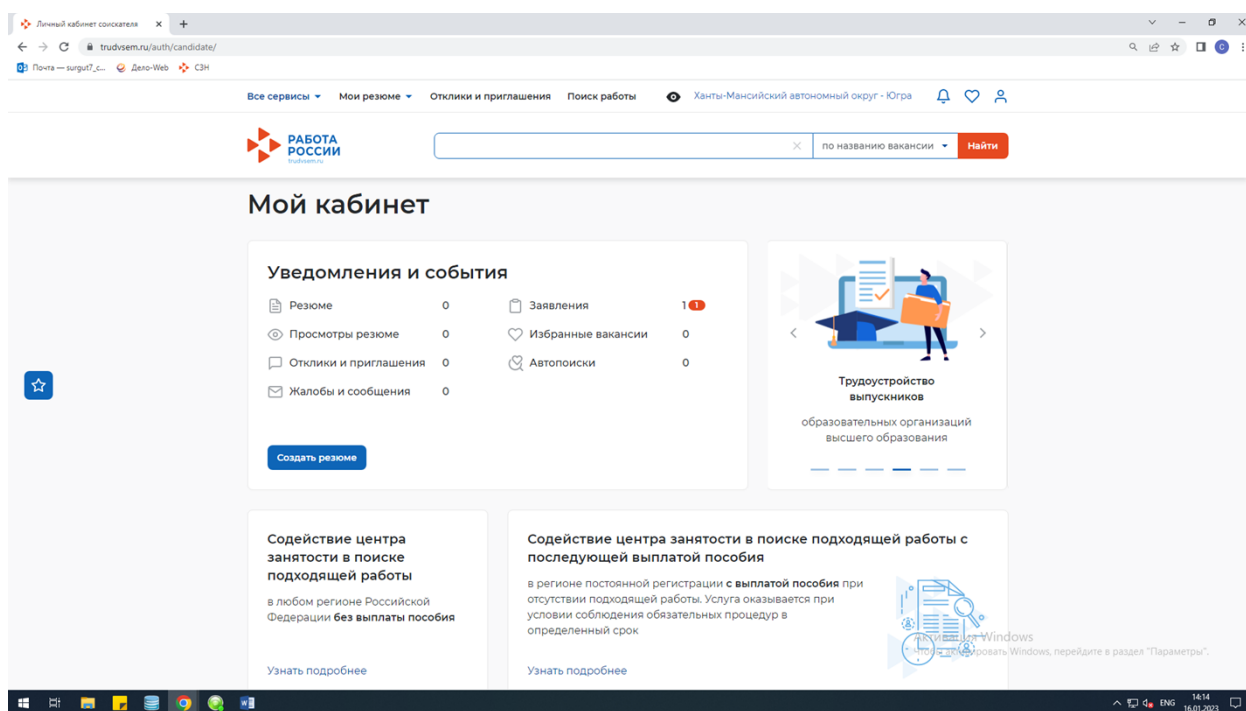 Личный кабинет соискателя
trudvsem.ru/auth/candidate/
Почта — surgut7_с... Дело-Web СЗН
Все сервисы Мои резюме Отклики и приглашения Поиск работы Ханты-Мансийский автономный округ - Югра
РАБОТА
РОССИИ
trudvsem.ru
по названию вакансии Найти
Мой кабинет
Уведомления и события
Резюме 0 Заявления 1 1
Просмотры резюме 0 Избранные вакансии 0
Отклики и приглашения 0 Автопоиски 0
Жалобы и сообщения 0
Создать резюме
Трудоустройство
выпускников
образовательных организаций
высшего образования
Содействие центра
занятости в поиске
подходящей работы
в любом регионе Российской
Федерации без выплаты пособия
Узнать подробнее
Содействие центра занятости в поиске подходящей работы с
последующей выплатой пособия
в регионе постоянной регистрации с выплатой пособия при
отсутствии подходящей работы. Услуга оказывается при
условии соблюдения обязательных процедур в
определенный срок
Узнать подробнее
Активация Windows
Чтобы активировать Windows, перейдите в раздел "Параметры".
ENG 14:14
16.01.2023